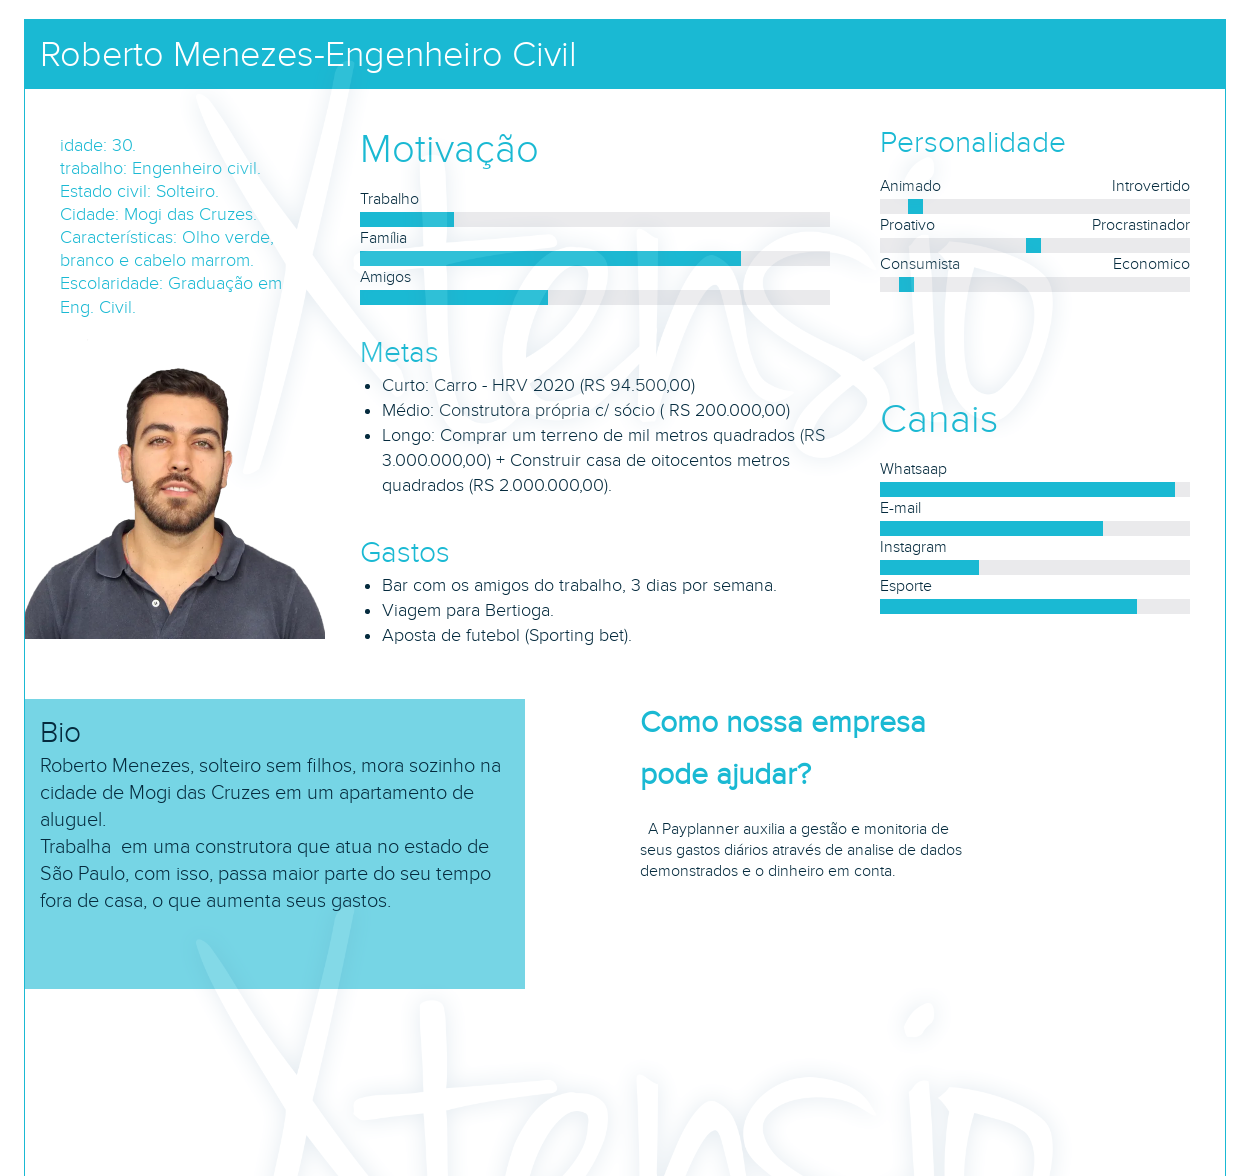 Roberto Menezes-Engenheiro Civil
idade: 30.
trabalho: Engenheiro civil.
Estado civil: Solteiro.
Cidade: Mogi das Cruzes.
Características: Olho verde,
branco e cabelo marrom.
Escolaridade: Graduação em
Eng. Civil.
Motivação
Trabalho
Família
Amigos
Metas
Curto: Carro - HRV 2020 (RS 94.500,00)
Médio: Construtora própria c/ sócio ( RS 200.000,00)
Longo: Comprar um terreno de mil metros quadrados (RS
3.000.000,00) + Construir casa de oitocentos metros
quadrados (RS 2.000.000,00).
Gastos
Bar com os amigos do trabalho, 3 dias por semana.
Viagem para Bertioga.
Aposta de futebol (Sporting bet).
Personalidade
Animado Introvertido
Proativo Procrastinador
Consumista Economico
Canais
Whatsaap
E-mail
Instagram
Esporte
Bio
Roberto Menezes, solteiro sem filhos, mora sozinho na
cidade de Mogi das Cruzes em um apartamento de
aluguel.
Trabalha  em uma construtora que atua no estado de
São Paulo, com isso, passa maior parte do seu tempo
fora de casa, o que aumenta seus gastos.
Como nossa empresa
pode ajudar?
A Payplanner auxilia a gestão e monitoria de
seus gastos diários através de analise de dados
demonstrados e o dinheiro em conta.
Xtensio
Xtensio